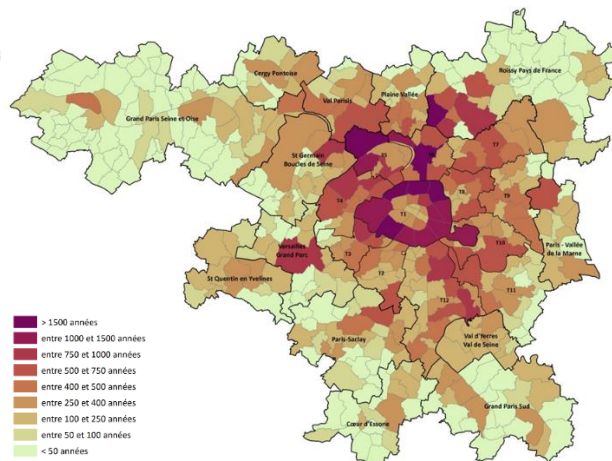 Cergy Pontoise
Roissy Pays de France
Plaine Vallée
Val Parisis
Grand Paris Seine et Oise
St Germain
Boucles de Seine
T5
T6
T7
T8
T9
T4
T1
Versailles
Grand Parc
T3
T2
T10
Paris - Vallée
de la Marne
St Quentin en Yvelines
T11
T12
Paris-Saclay
Val d'Yerres
Val de Seine
Grand Paris Sud
Cœur d'Essonne
> 1500 années
entre 1000 et 1500 années
entre 750 et 1000 années
entre 500 et 750 années
entre 400 et 500 années
entre 250 et 400 années
entre 100 et 250 années
entre 50 et 100 années
< 50 années